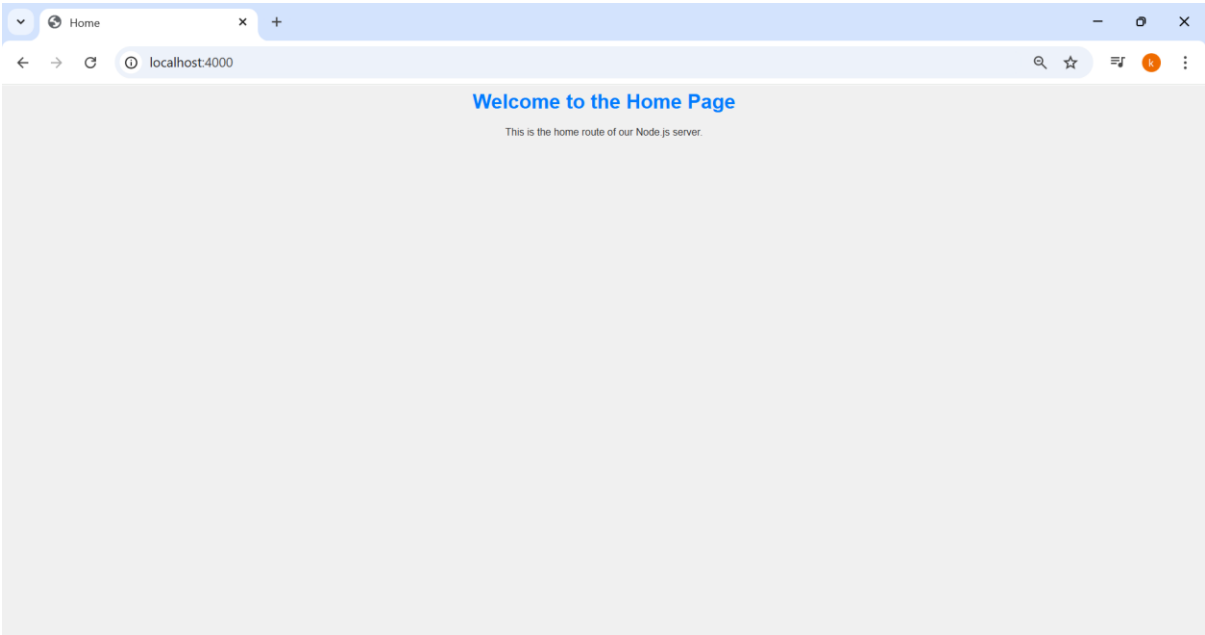 Home
localhost:4000
k
Welcome to the Home Page
This is the home route of our Node.js server.